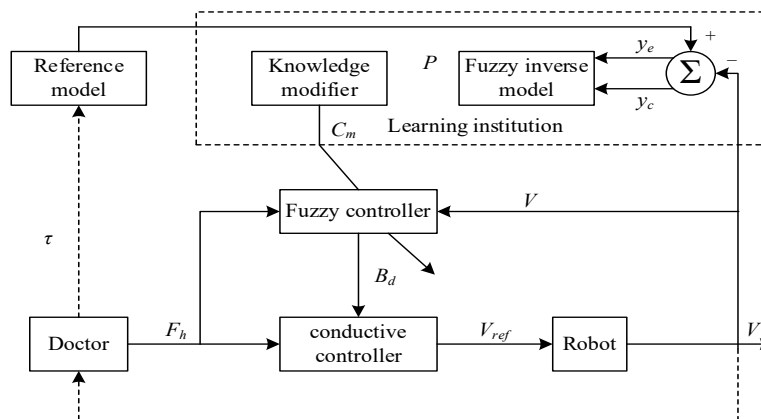 +
y_e
Reference
model
Knowledge
modifier
P
Fuzzy inverse
model
Σ
−
y_c
C_m
Learning institution
Fuzzy controller
V
τ
B_d
Doctor
F_h
conductive
controller
V_ref
Robot
V